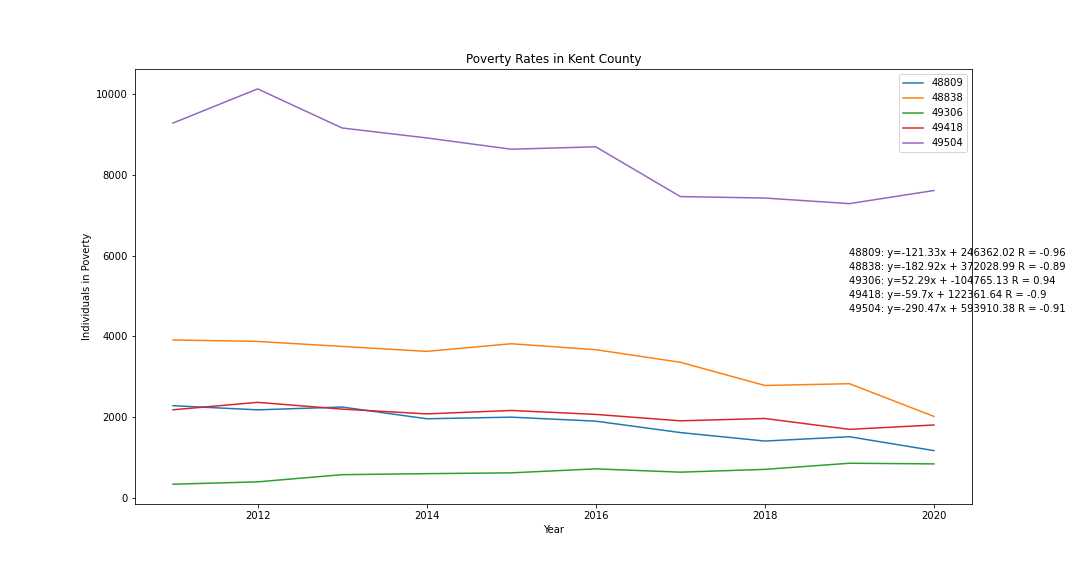 Poverty Rates in Kent County
48809
48838
49306
49418
49504
10000
8000
6000
4000
2000
0
Individuals in Poverty
48809: y=-121.33x + 246362.02 R = -0.96
48838: y=-182.92x + 372028.99 R = -0.89
49306: y=52.29x + -104765.13 R = 0.94
49418: y=-59.7x + 122361.64 R = -0.9
49504: y=-290.47x + 593910.38 R = -0.91
2012
2014
2016
2018
2020
Year